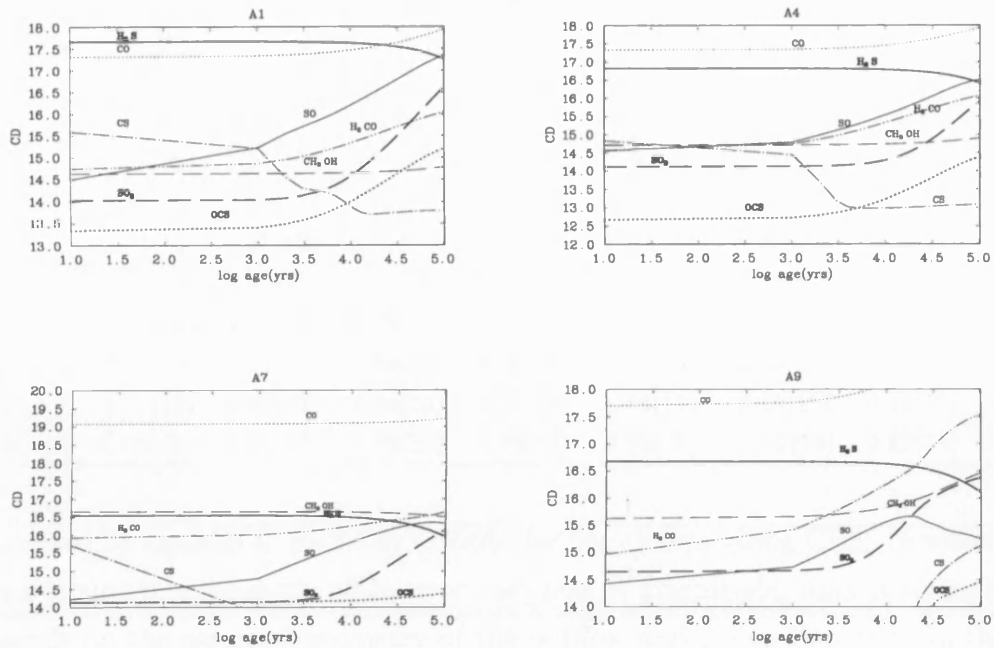 A1
18.0
17.5
17.0
16.5
16.0
15.5
15.0
14.5
14.0
13.5
13.0
CD
H₂ S
CO
CS
SO
H₂ CO
CH₃ OH
SO₂
OCS
1.0 1.5 2.0 2.5 3.0 3.5 4.0 4.5 5.0
log age(yrs)
A4
18.0
17.5
17.0
16.5
16.0
15.5
15.0
14.5
14.0
13.5
13.0
12.5
12.0
CD
CO
H₂ S
SO
H₂ CO
CH₃ OH
SO₂
OCS
CS
1.0 1.5 2.0 2.5 3.0 3.5 4.0 4.5 5.0
log age(yrs)
A7
20.0
19.5
19.0
18.5
18.0
17.5
17.0
16.5
16.0
15.5
15.0
14.5
14.0
CD
CO
CH₃ OH
H₂ S
H₂ CO
SO
CS
SO₂
OCS
1.0 1.5 2.0 2.5 3.0 3.5 4.0 4.5 5.0
log age(yrs)
A9
18.0
17.5
17.0
16.5
16.0
15.5
15.0
14.5
14.0
CD
CO
H₂ S
CH₃ OH
H₂ CO
SO
SO₂
CS
OCS
1.0 1.5 2.0 2.5 3.0 3.5 4.0 4.5 5.0
log age(yrs)